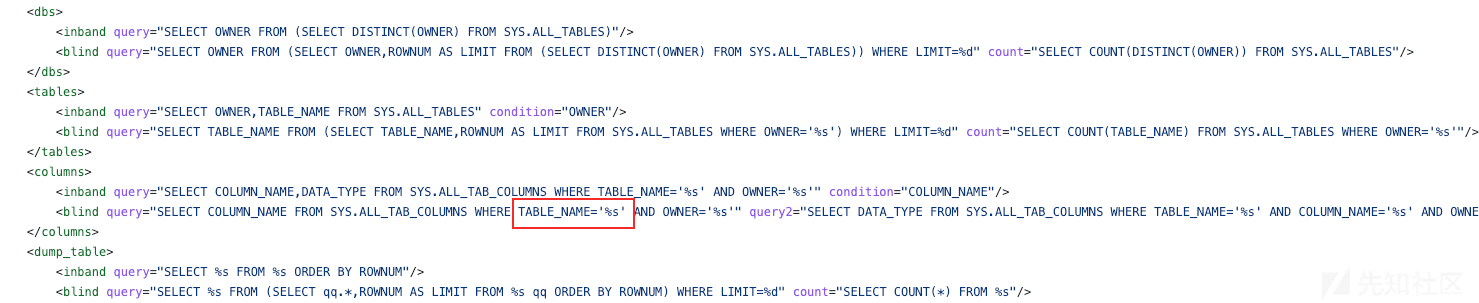 <dbs>
<inband query="SELECT OWNER FROM (SELECT DISTINCT(OWNER) FROM SYS.ALL_TABLES)"/>
<blind query="SELECT OWNER FROM (SELECT OWNER,ROWNUM AS LIMIT FROM (SELECT DISTINCT(OWNER) FROM SYS.ALL_TABLES)) WHERE LIMIT=%d" count="SELECT COUNT(DISTINCT(OWNER)) FROM SYS.ALL_TABLES"/>
</dbs>
<tables>
<inband query="SELECT OWNER,TABLE_NAME FROM SYS.ALL_TABLES" condition="OWNER"/>
<blind query="SELECT TABLE_NAME FROM (SELECT TABLE_NAME,ROWNUM AS LIMIT FROM SYS.ALL_TABLES WHERE OWNER='%s') WHERE LIMIT=%d" count="SELECT COUNT(TABLE_NAME) FROM SYS.ALL_TABLES WHERE OWNER='%s'"/>
</tables>
<columns>
<inband query="SELECT COLUMN_NAME,DATA_TYPE FROM SYS.ALL_TAB_COLUMNS WHERE TABLE_NAME='%s' AND OWNER='%s'" condition="COLUMN_NAME"/>
<blind query="SELECT COLUMN_NAME FROM SYS.ALL_TAB_COLUMNS WHERE TABLE_NAME='%s' AND OWNER='%s'" query2="SELECT DATA_TYPE FROM SYS.ALL_TAB_COLUMNS WHERE TABLE_NAME='%s' AND COLUMN_NAME='%s' AND OWNE
</columns>
<dump_table>
<inband query="SELECT %s FROM %s ORDER BY ROWNUM"/>
<blind query="SELECT %s FROM (SELECT qq.*,ROWNUM AS LIMIT FROM %s qq ORDER BY ROWNUM) WHERE LIMIT=%d" count="SELECT COUNT(*) FROM %s"/>
先知社区